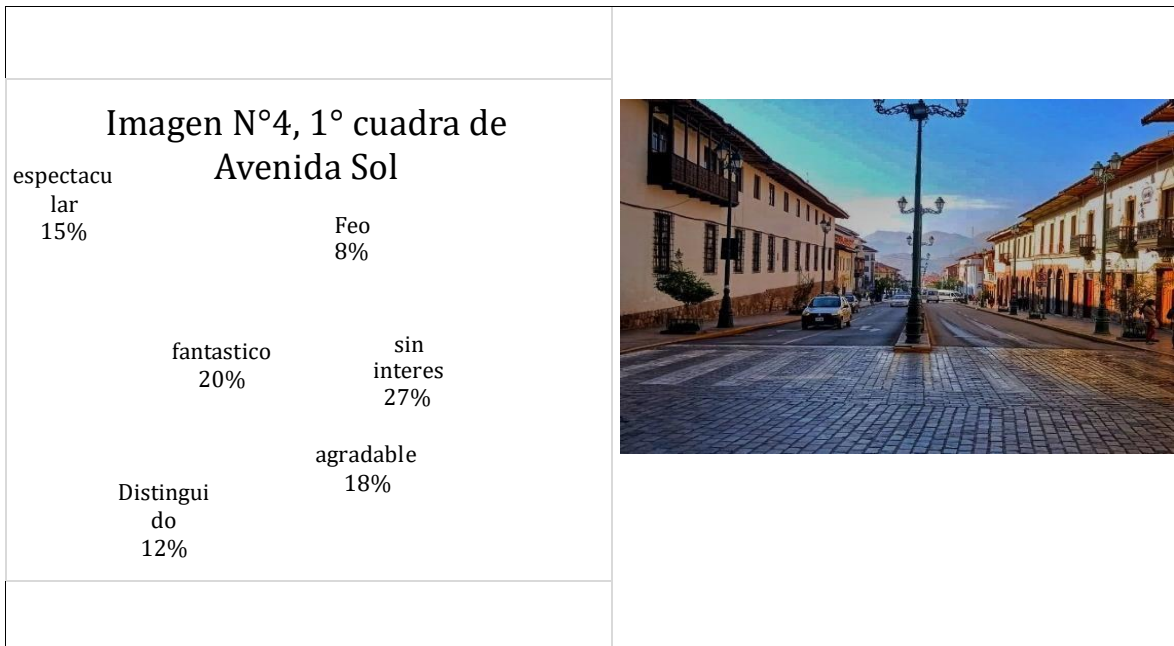 Imagen N°4, 1° cuadra de
Avenida Sol
espectacu
lar
15%
Feo
8%
fantastico
20%
sin
interes
27%
agradable
18%
Distingui
do
12%